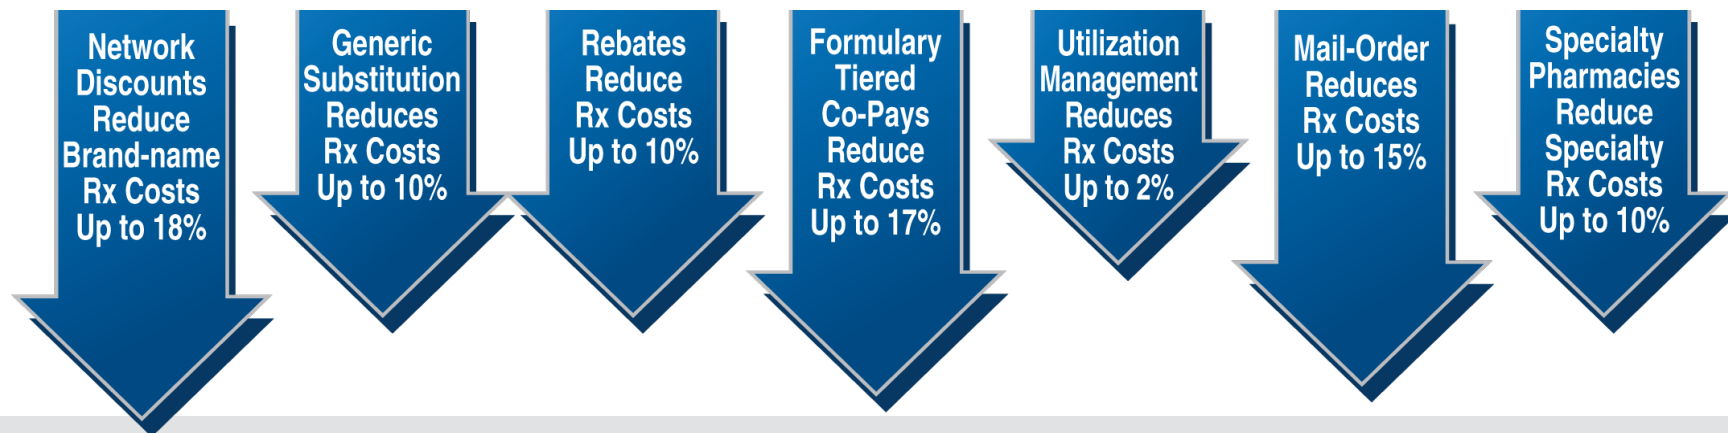 Network
Discounts
Reduce
Brand-name
Rx Costs
Up to 18%
Generic
Substitution
Reduces
Rx Costs
Up to 10%
Rebates
Reduce
Rx Costs
Up to 10%
Formulary
Tiered
Co-Pays
Reduce
Rx Costs
Up to 17%
Utilization
Management
Reduces
Rx Costs
Up to 2%
Mail-Order
Reduces
Rx Costs
Up to 15%
Specialty
Pharmacies
Reduce
Specialty
Rx Costs
Up to 10%